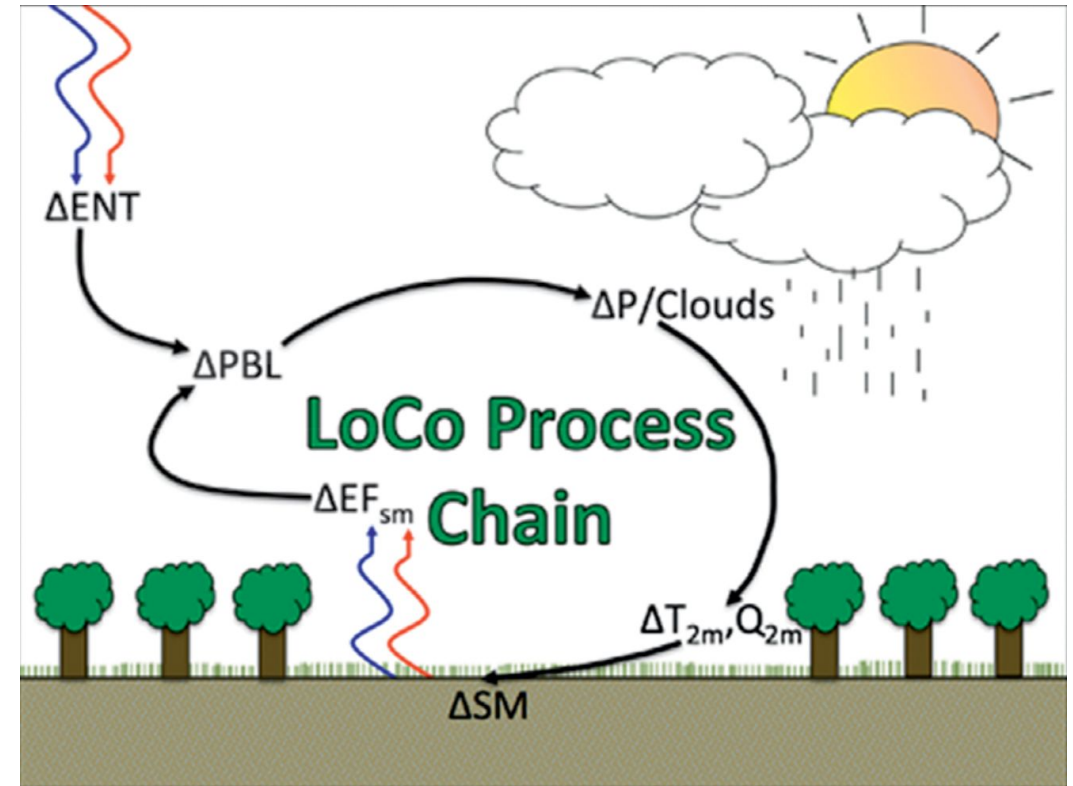 ΔENT
ΔP/Clouds
ΔPBL
LoCo Process
Chain
ΔEFsm
ΔT2m,Q2m
ΔSM